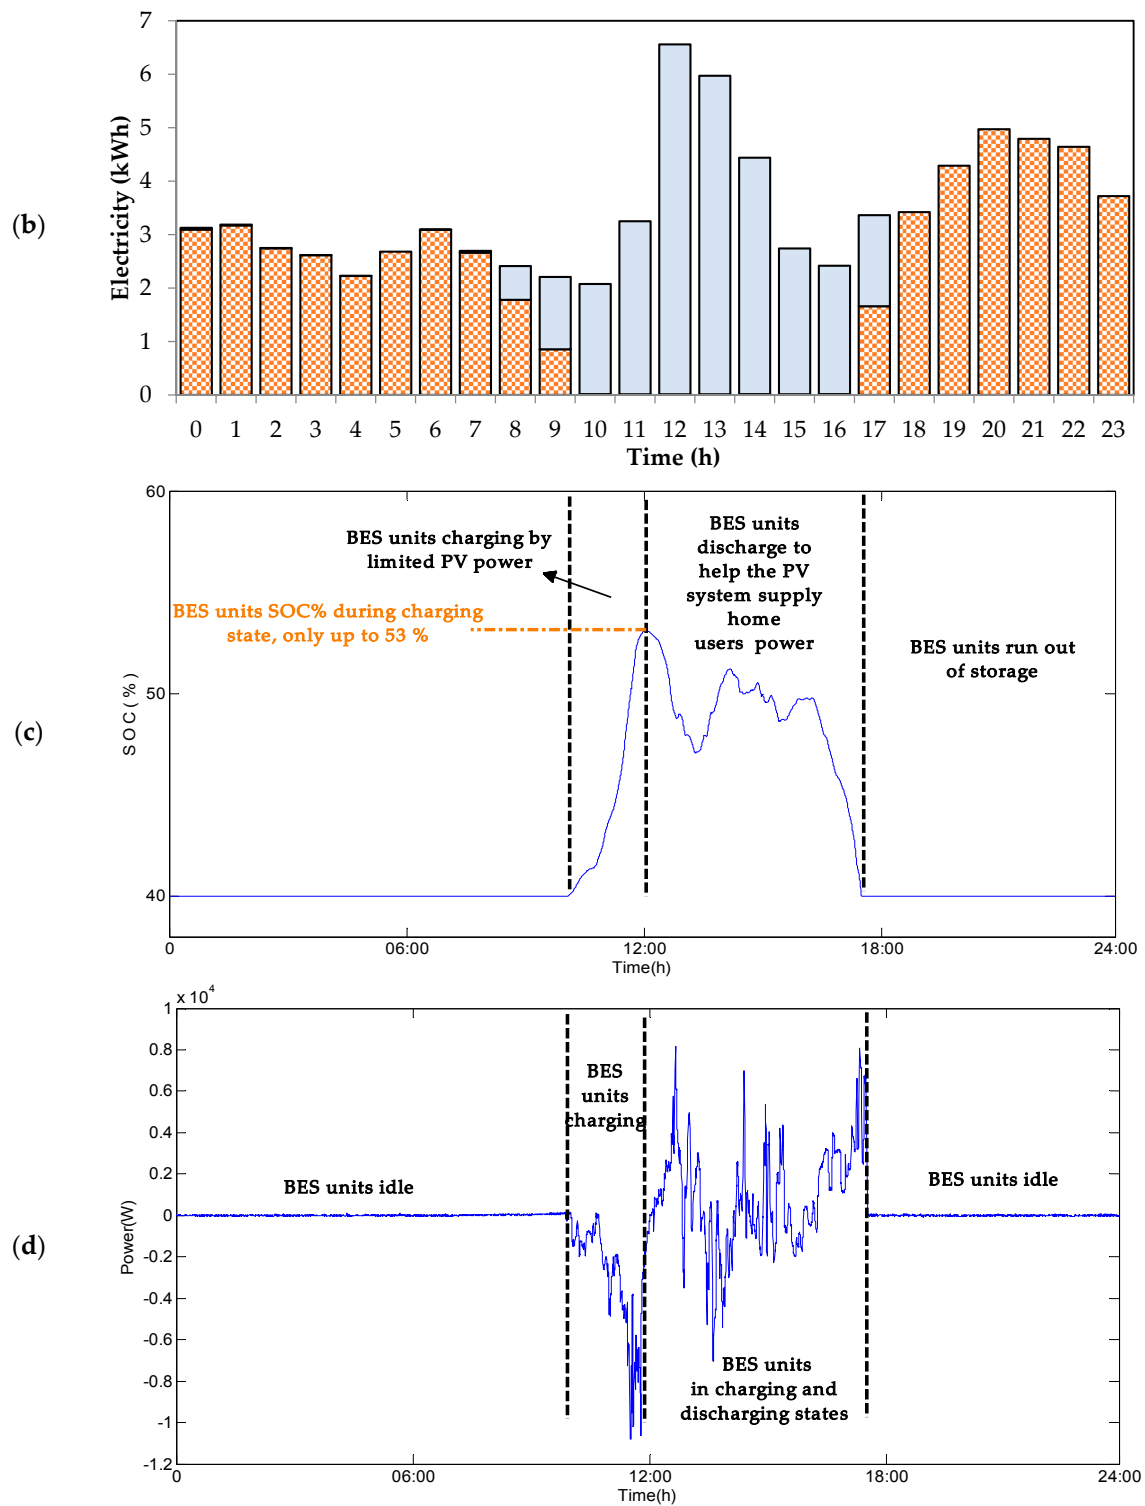 (b)
Electricity (kWh)
7
6
5
4
3
2
1
0
0 1 2 3 4 5 6 7 8 9 10 11 12 13 14 15 16 17 18 19 20 21 22 23
Time (h)
(c)
SOC(%)
60
50
40
BES units charging by
limited PV power
BES units SOC% during charging
state, only up to 53 %
BES units
discharge to
help the PV
system supply
home
users power
BES units run out
of storage
0 06:00 12:00 18:00 24:00
Time(h)
(d)
Power(W)
1 x 10^4
0.8
0.6
0.4
0.2
0
-0.2
-0.4
-0.6
-0.8
-1
-1.2
BES units idle
BES
units
charging
BES units
in charging and
discharging states
BES units idle
0 06:00 12:00 18:00 24:00
Time(h)